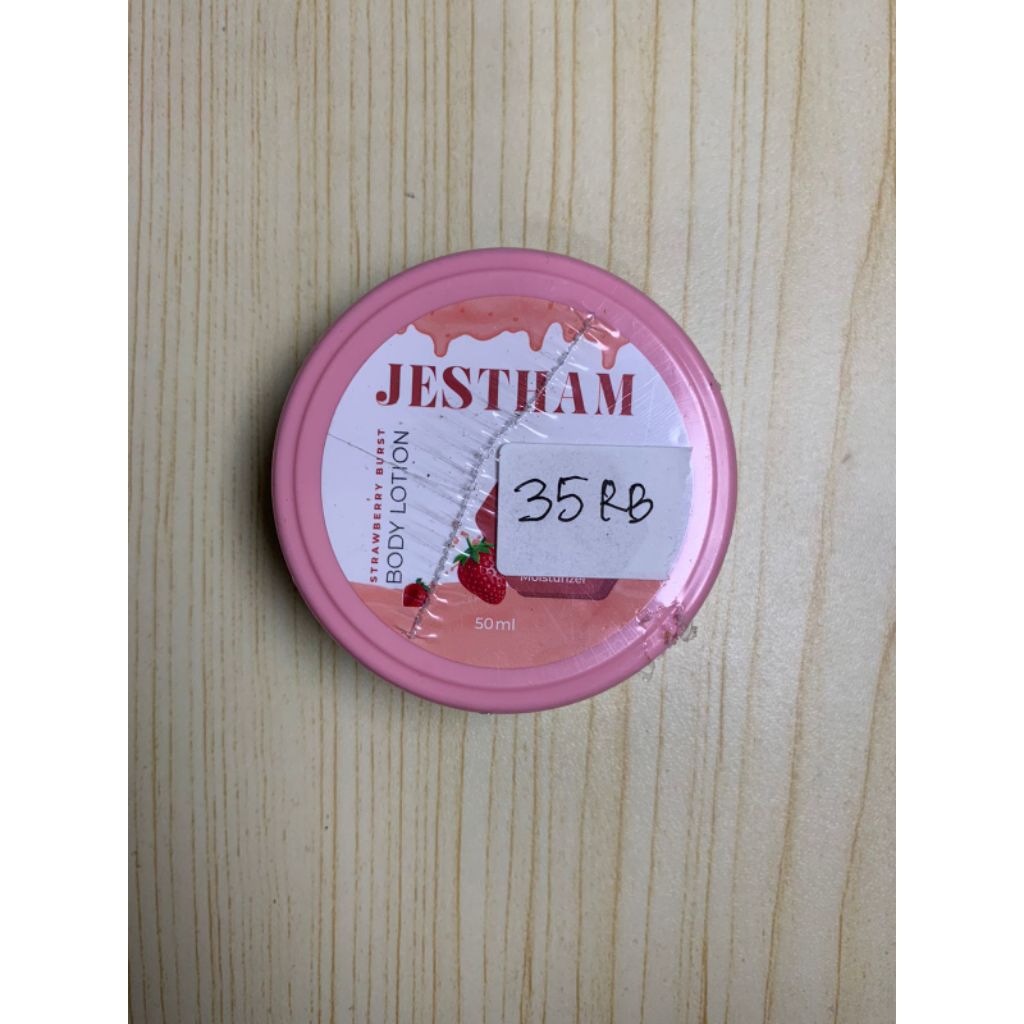 JESTHAM
STRAWBERRY BURST
BODY LOTION
35 RB
Moisturizer
50ml